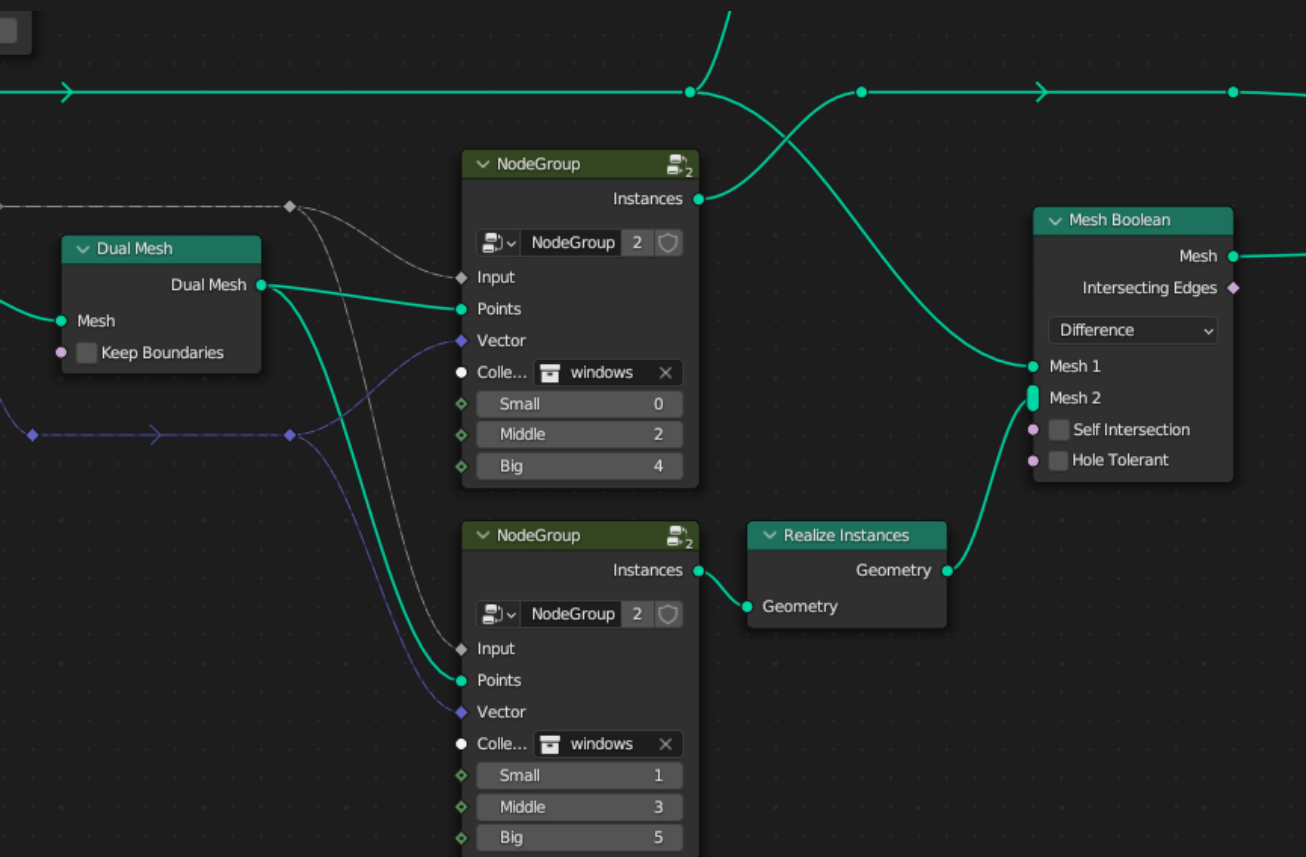 Dual Mesh
Dual Mesh
Mesh
Keep Boundaries
NodeGroup
2
Instances
NodeGroup 2
Input
Points
Vector
Colle... windows
Small 0
Middle 2
Big 4
NodeGroup
2
Instances
NodeGroup 2
Input
Points
Vector
Colle... windows
Small 1
Middle 3
Big 5
Realize Instances
Geometry
Geometry
Mesh Boolean
Mesh
Intersecting Edges
Difference
Mesh 1
Mesh 2
Self Intersection
Hole Tolerant